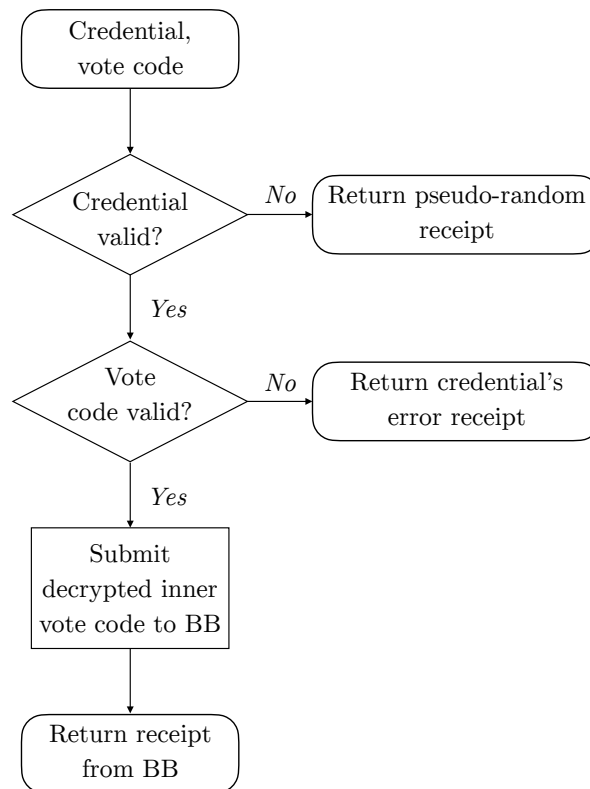 Credential,
vote code
Credential
valid?
No
Return pseudo-random
receipt
Yes
Vote
code valid?
No
Return credential's
error receipt
Yes
Submit
decrypted inner
vote code to BB
Return receipt
from BB